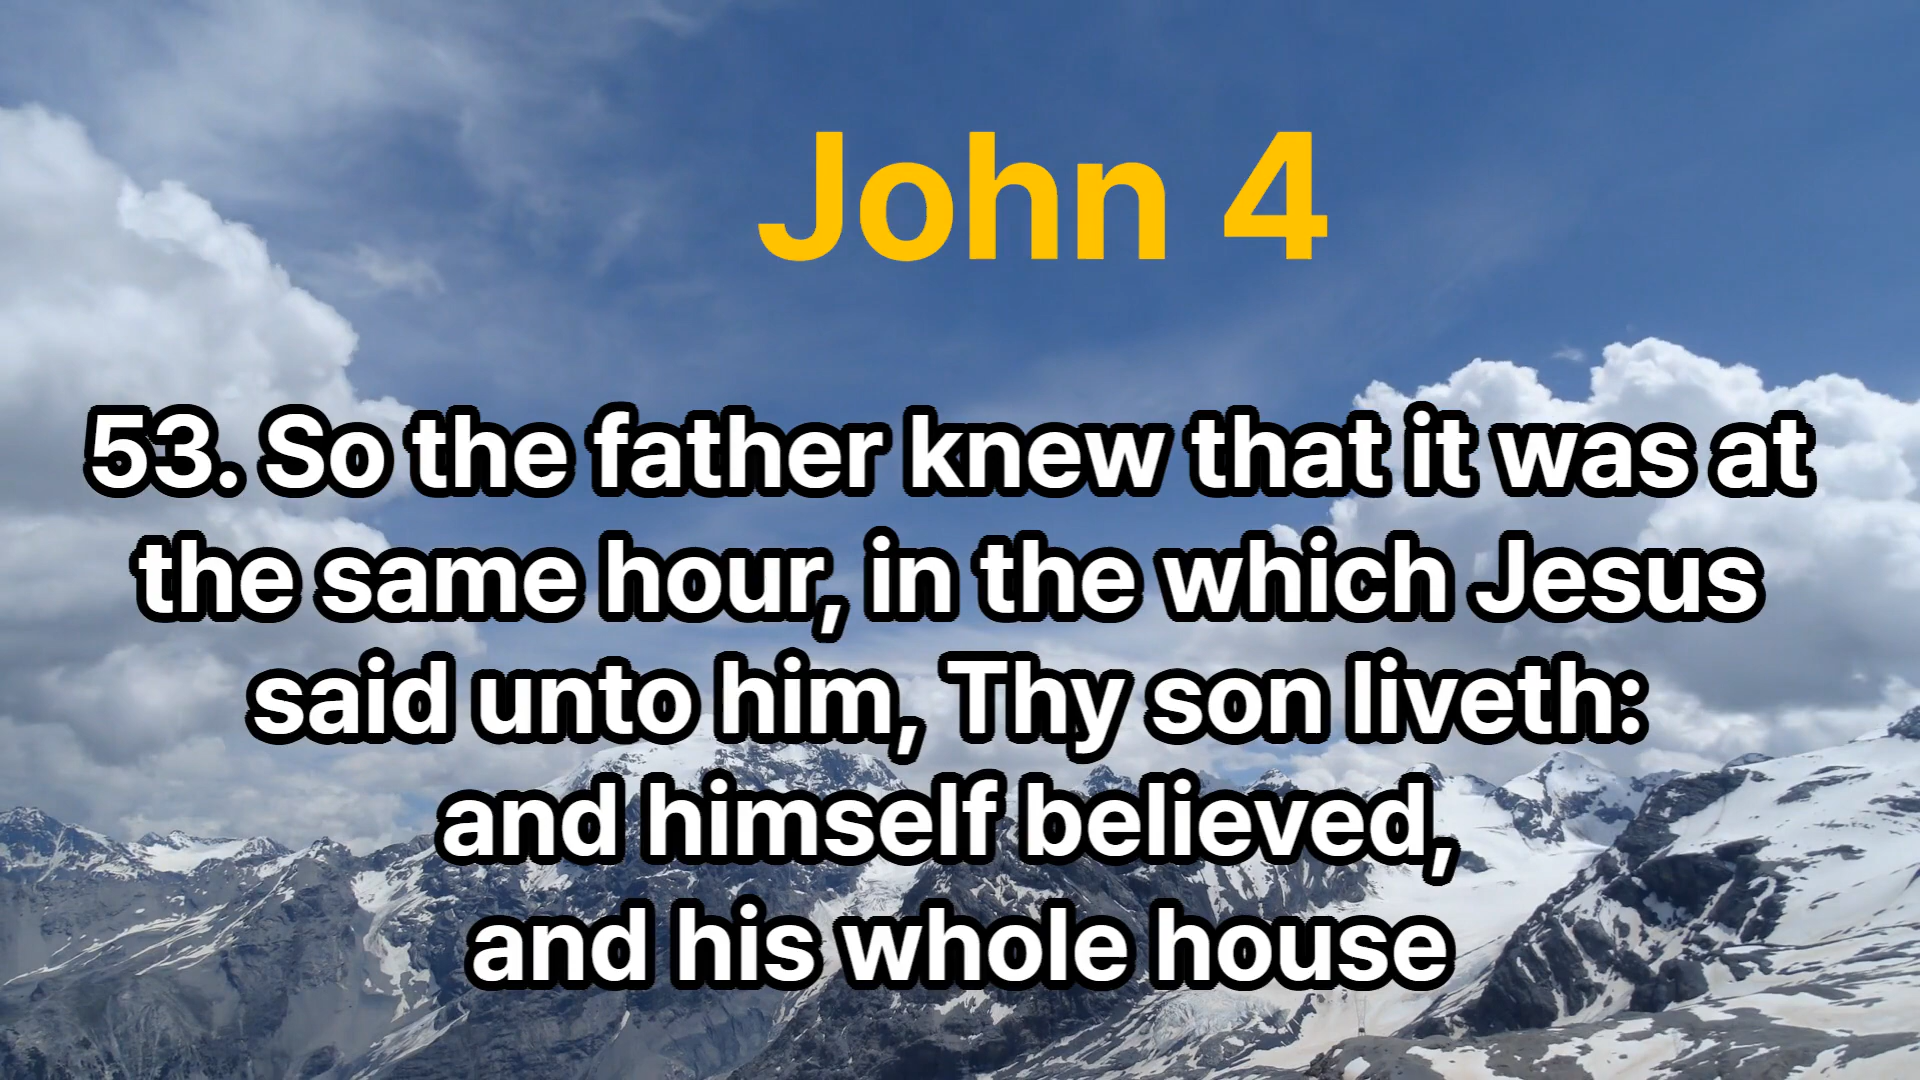 John 4
53. So the father knew that it was at
the same hour, in the which Jesus
said unto him, Thy son liveth:
and himself believed,
and his whole house